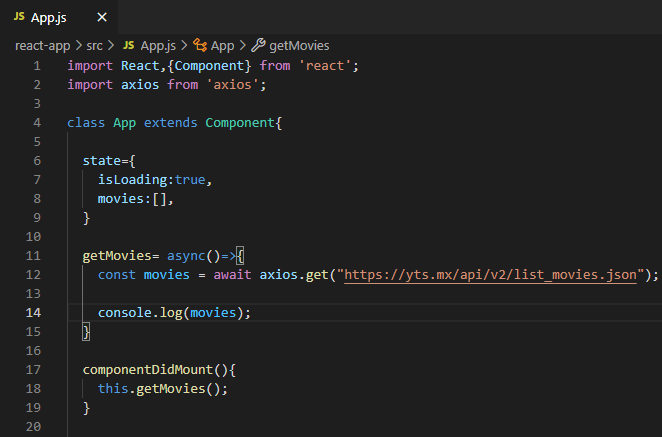 JS App.js ×
react-app > src > JS App.js > App > getMovies
1 import React,{Component} from 'react';
2 import axios from 'axios';
3
4 class App extends Component{
5
6 state={
7 isLoading:true,
8 movies:[],
9 }
10
11 getMovies= async()=>{
12 const movies = await axios.get("https://yts.mx/api/v2/list_movies.json");
13
14 console.log(movies);
15 }
16
17 componentDidMount(){
18 this.getMovies();
19 }
20